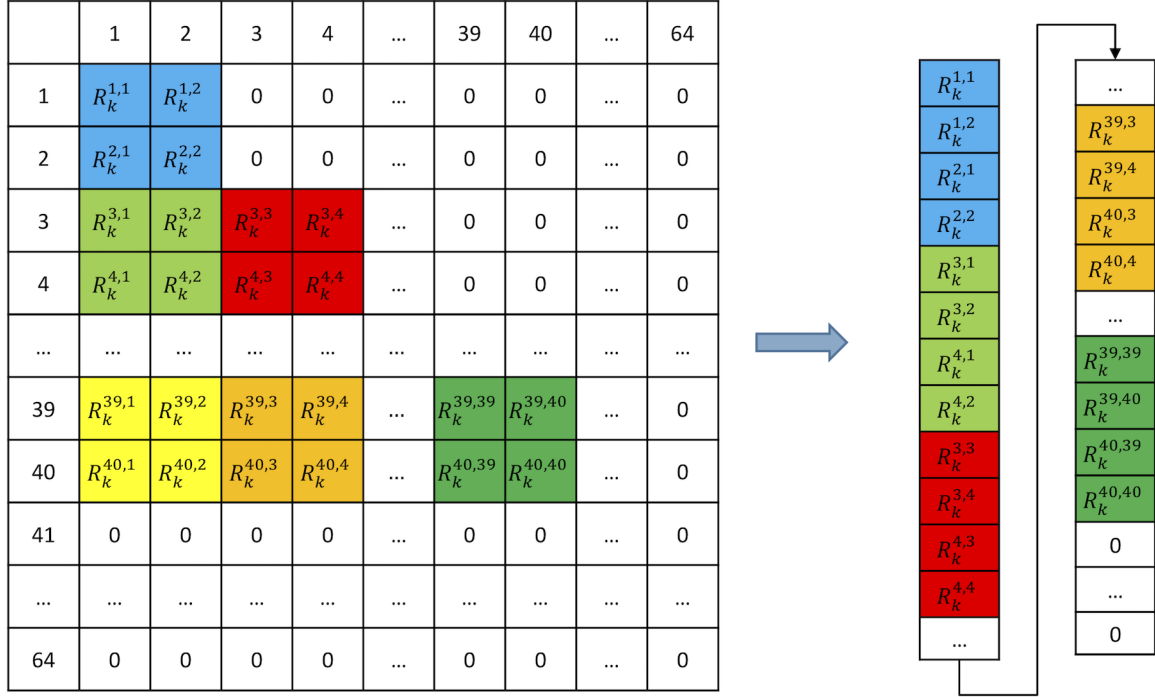 1 2 3 4 ... 39 40 ... 64
1 R_k^{1,1} R_k^{1,2} 0 0 ... 0 0 ... 0
2 R_k^{2,1} R_k^{2,2} 0 0 ... 0 0 ... 0
3 R_k^{3,1} R_k^{3,2} R_k^{3,3} R_k^{3,4} ... 0 0 ... 0
4 R_k^{4,1} R_k^{4,2} R_k^{4,3} R_k^{4,4} ... 0 0 ... 0
... ... ... ... ... ... ... ... ... ...
39 R_k^{39,1} R_k^{39,2} R_k^{39,3} R_k^{39,4} ... R_k^{39,39} R_k^{39,40} ... 0
40 R_k^{40,1} R_k^{40,2} R_k^{40,3} R_k^{40,4} ... R_k^{40,39} R_k^{40,40} ... 0
41 0 0 0 0 ... 0 0 ... 0
... ... ... ... ... ... ... ... ... ...
64 0 0 0 0 ... 0 0 ... 0
R_k^{1,1}
R_k^{1,2}
R_k^{2,1}
R_k^{2,2}
R_k^{3,1}
R_k^{3,2}
R_k^{4,1}
R_k^{4,2}
R_k^{3,3}
R_k^{3,4}
R_k^{4,3}
R_k^{4,4}
...
...
R_k^{39,3}
R_k^{39,4}
R_k^{40,3}
R_k^{40,4}
...
R_k^{39,39}
R_k^{39,40}
R_k^{40,39}
R_k^{40,40}
0
...
0